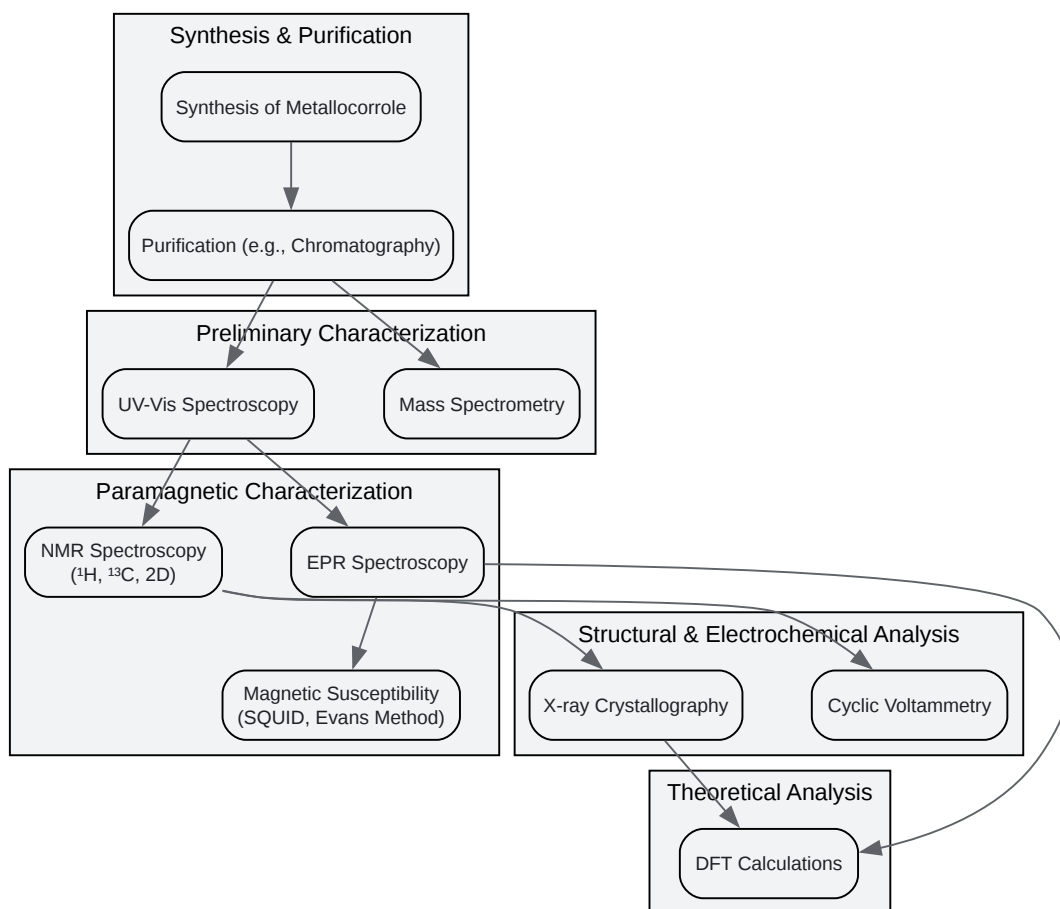 Synthesis & Purification
Synthesis of Metallocorrole
Purification (e.g., Chromatography)
Preliminary Characterization
UV-Vis Spectroscopy
Mass Spectrometry
Paramagnetic Characterization
NMR Spectroscopy
(¹H, ¹³C, 2D)
EPR Spectroscopy
Magnetic Susceptibility
(SQUID, Evans Method)
Structural & Electrochemical Analysis
X-ray Crystallography
Cyclic Voltammetry
Theoretical Analysis
DFT Calculations